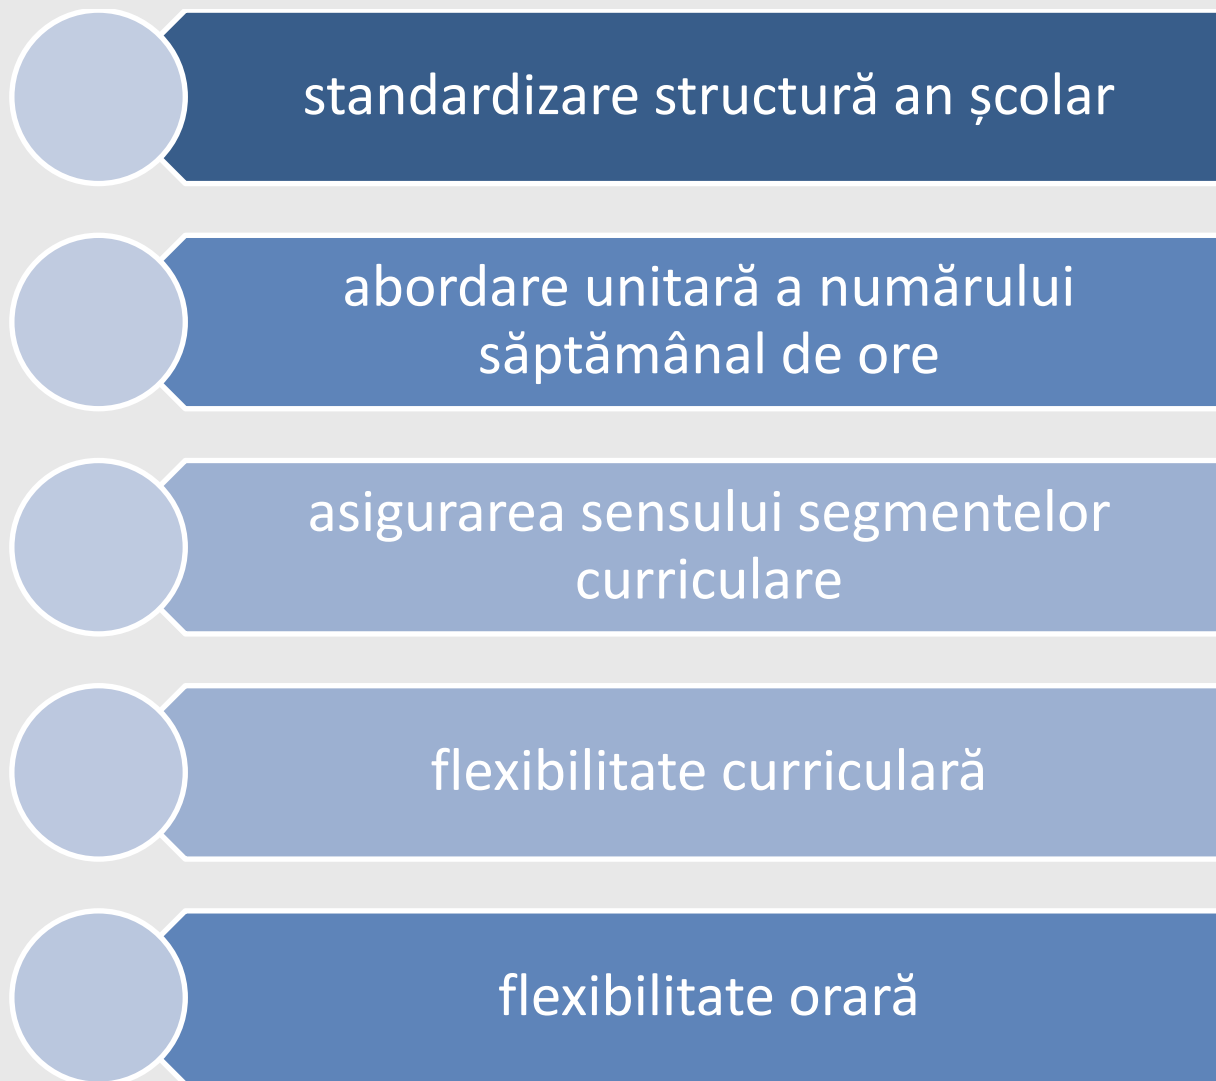 standardizare structură an școlar
abordare unitară a numărului
săptămânal de ore
asigurarea sensului segmentelor
curriculare
flexibilitate curriculară
flexibilitate orară